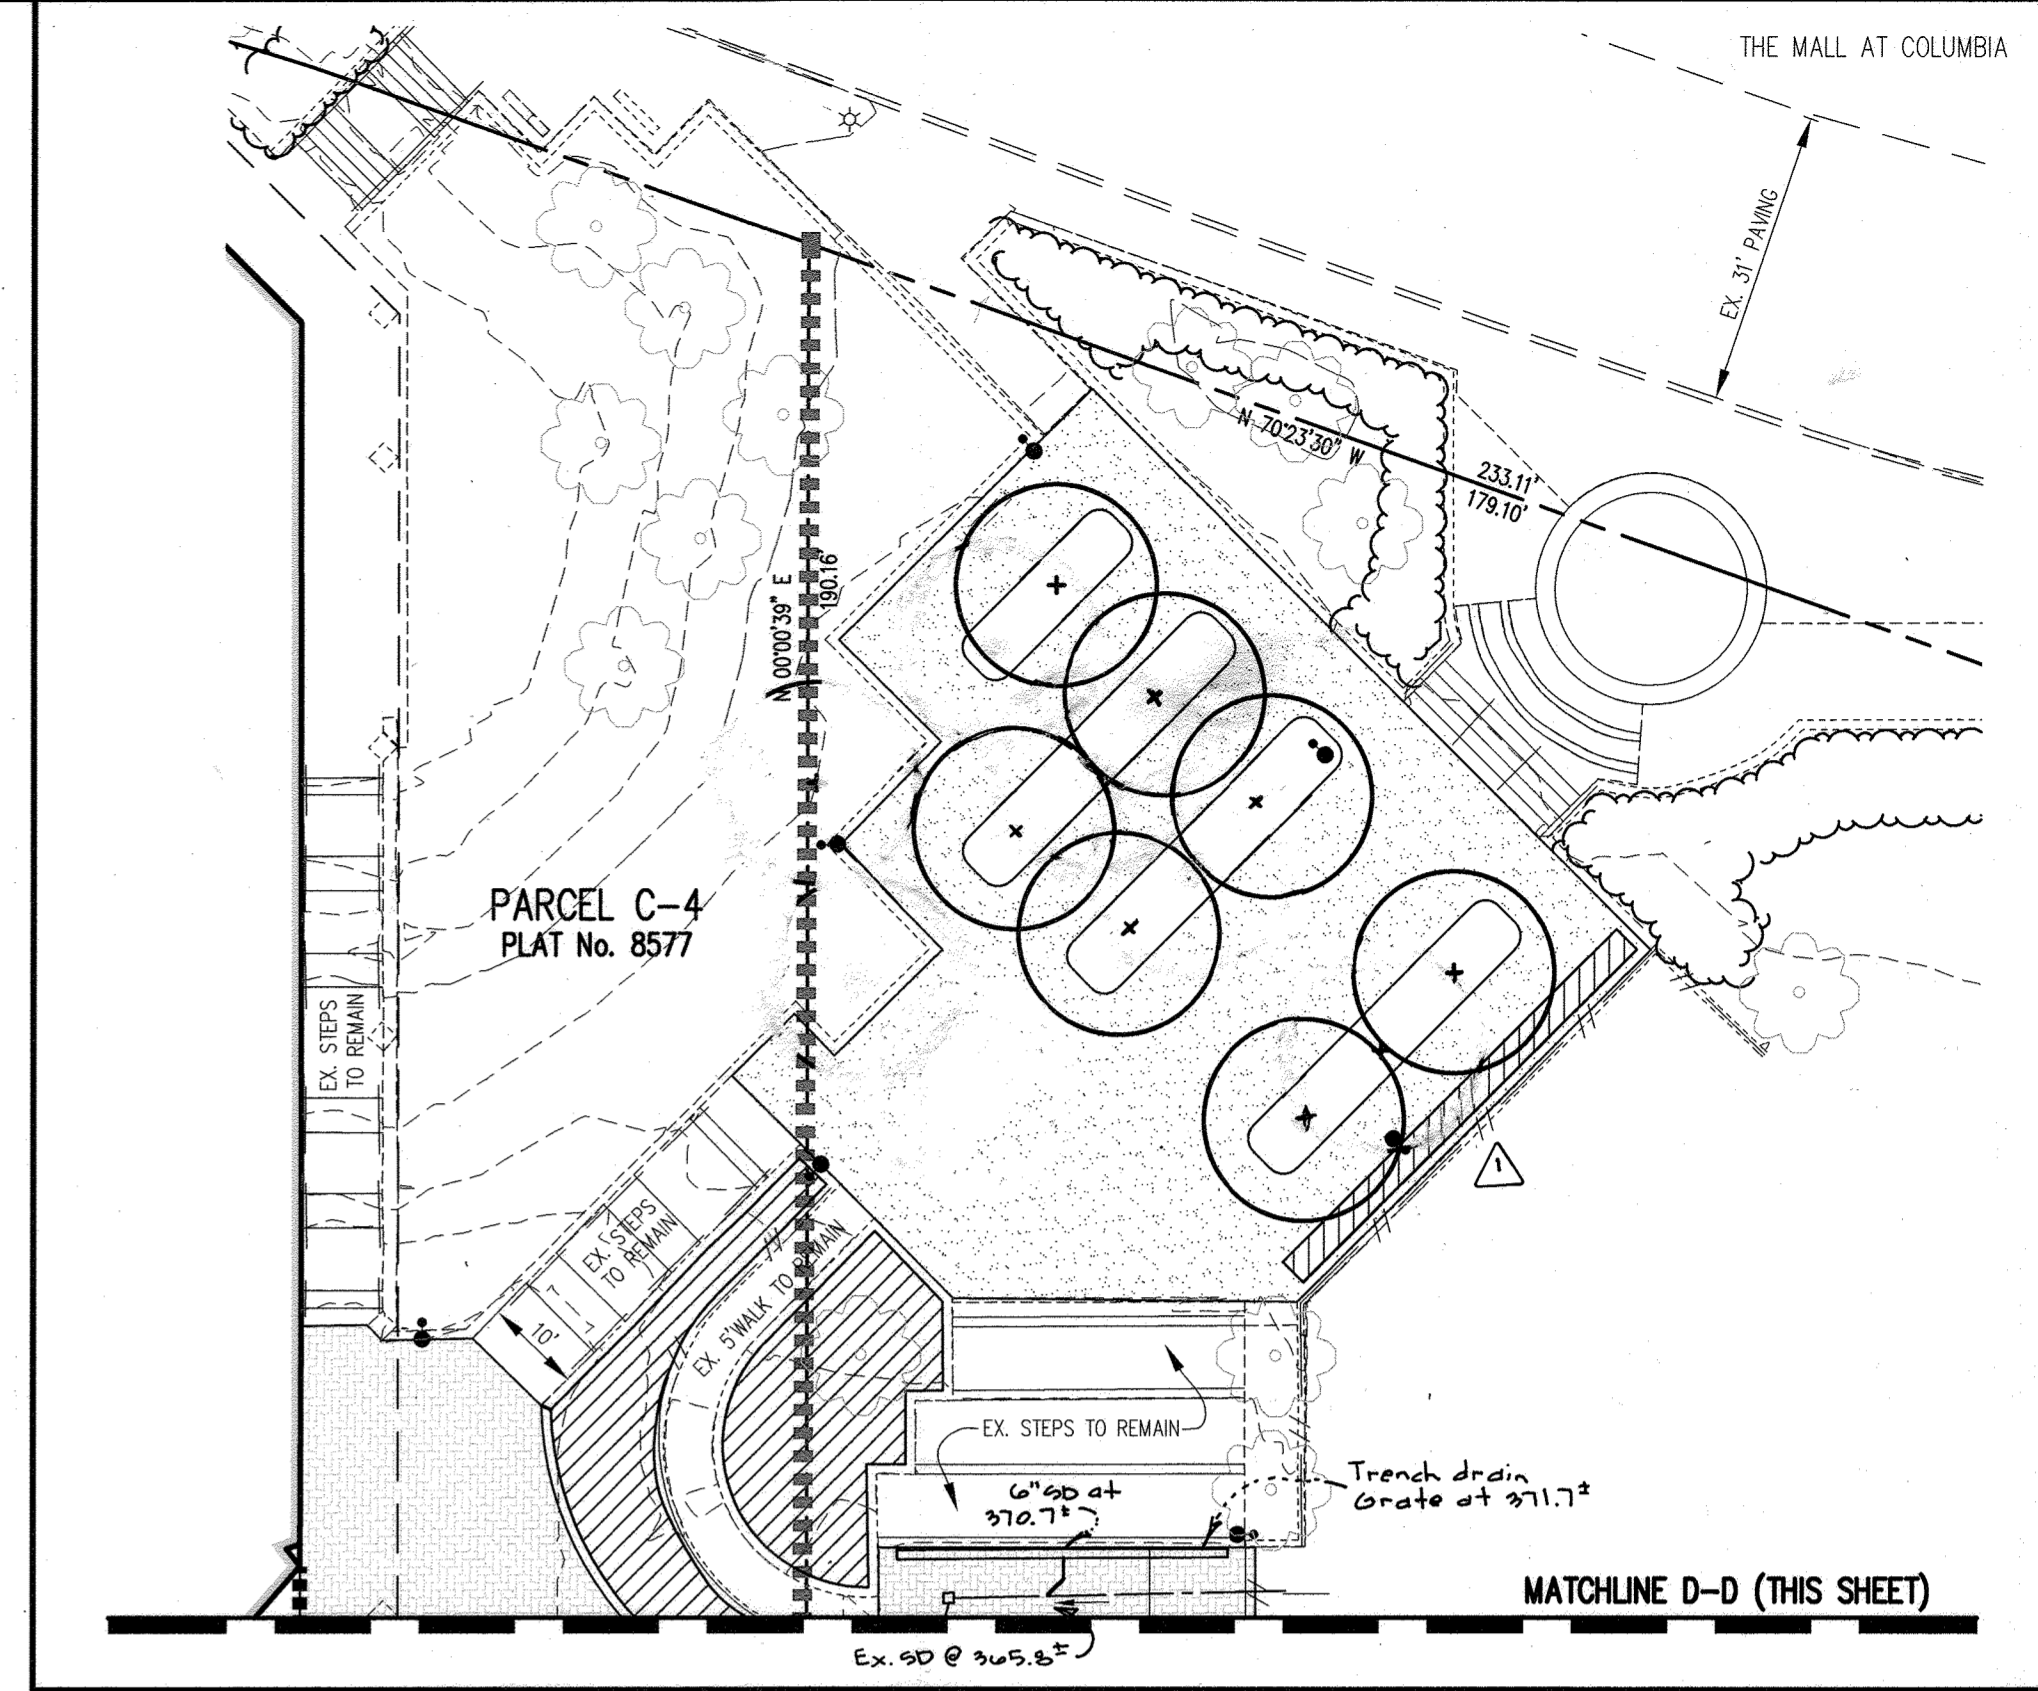 THE MALL AT COLUMBIA
EX. 31' PAVING
N 70°23'30" W
233.11'
179.10'
N 00°00'39" E
190.16'
PARCEL C-4
PLAT No. 8577
EX. STEPS
TO REMAIN
1
EX. STEPS
TO REMAIN
10'
EX. 5' WALK TO REMAIN
EX. STEPS TO REMAIN
6" SD at
370.7±
Trench drain
Grate at 371.7±
MATCHLINE D-D (THIS SHEET)
Ex. SD @ 365.8±